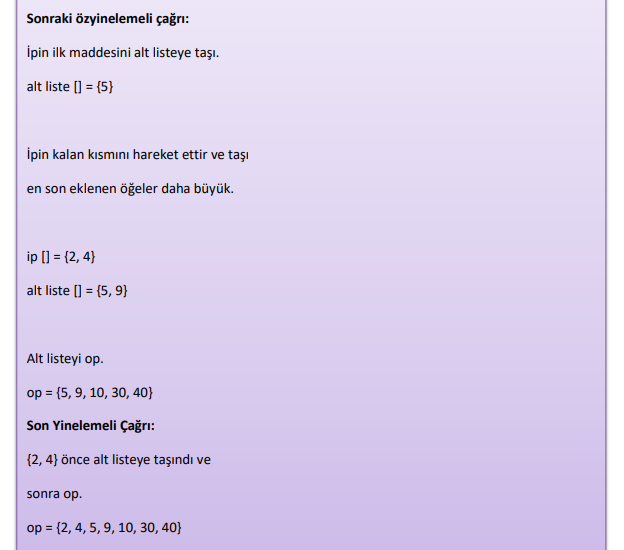 Sonraki özyinelemeli çağrı:
İpin ilk maddesini alt listeye taşı.
alt liste [] = {5}
İpin kalan kısmını hareket ettir ve taşı
en son eklenen öğeler daha büyük.
ip [] = {2, 4}
alt liste [] = {5, 9}
Alt listeyi op.
op = {5, 9, 10, 30, 40}
Son Yinelemeli Çağrı:
{2, 4} önce alt listeye taşındı ve
sonra op.
op = {2, 4, 5, 9, 10, 30, 40}